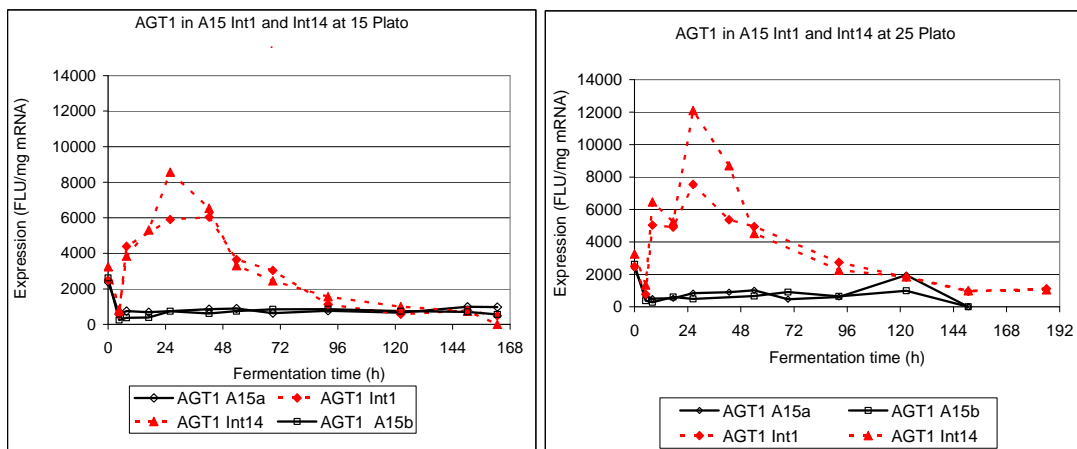 AGT1 in A15 Int1 and Int14 at 15 Plato
Expression (FLU/mg mRNA)
14000
12000
10000
8000
6000
4000
2000
0
0 24 48 72 96 120 144 168
Fermentation time (h)
AGT1 A15a AGT1 Int1
AGT1 Int14 AGT1 A15b
AGT1 in A15 Int1 and Int14 at 25 Plato
Expression (FLU/mg mRNA)
14000
12000
10000
8000
6000
4000
2000
0
0 24 48 72 96 120 144 168 192
Fermentation time (h)
AGT1 A15a AGT1 A15b
AGT1 Int1 AGT1 Int14